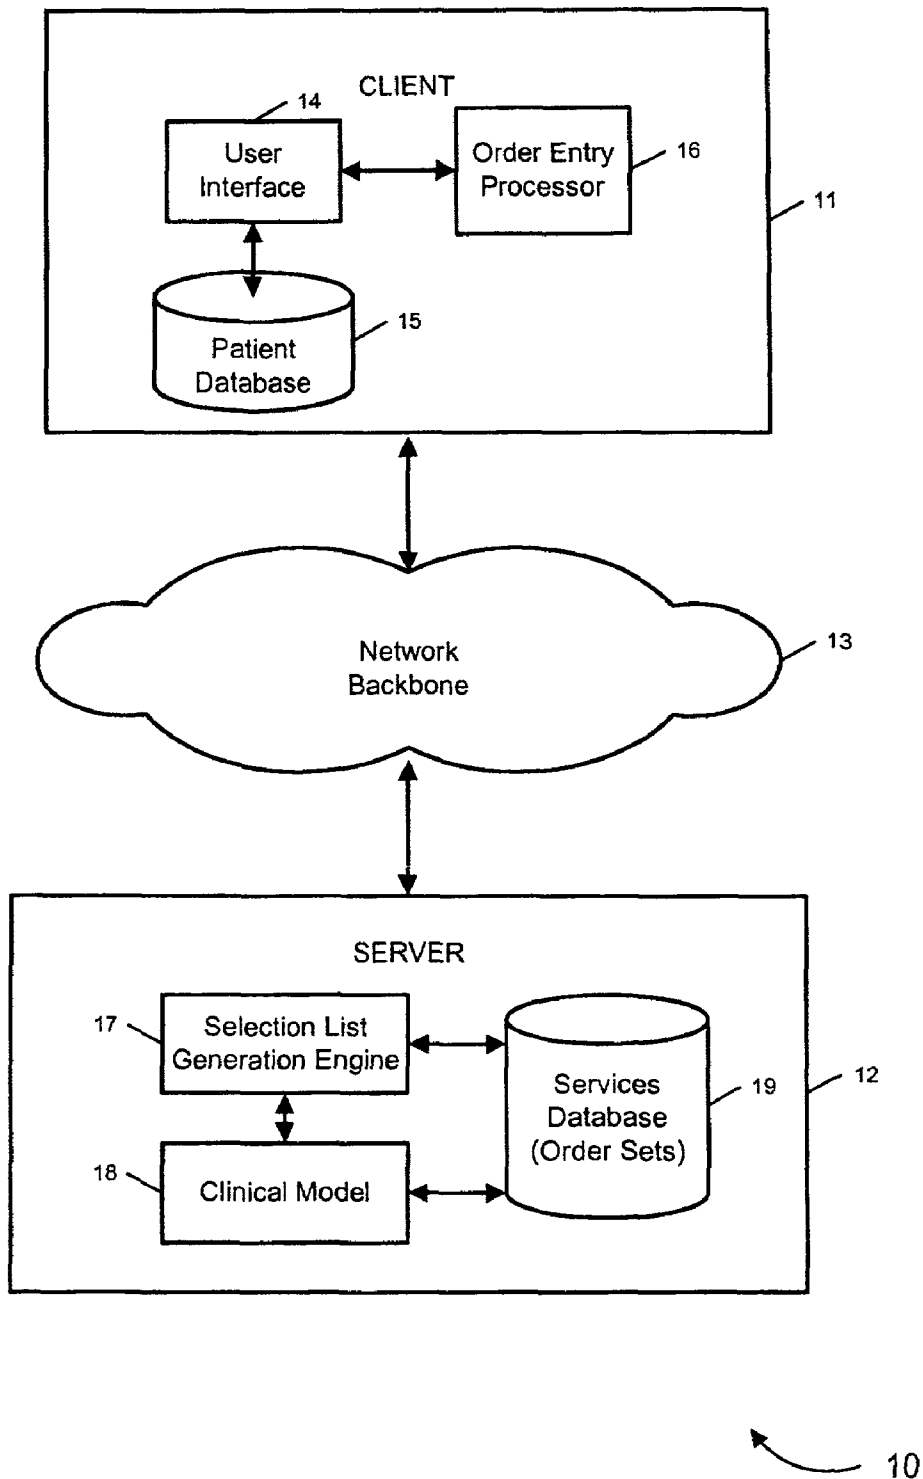 CLIENT
14
User
Interface
Order Entry
Processor
16
11
15
Patient
Database
Network
Backbone
13
SERVER
17
Selection List
Generation Engine
Services
Database
(Order Sets)
19
12
18
Clinical Model
10